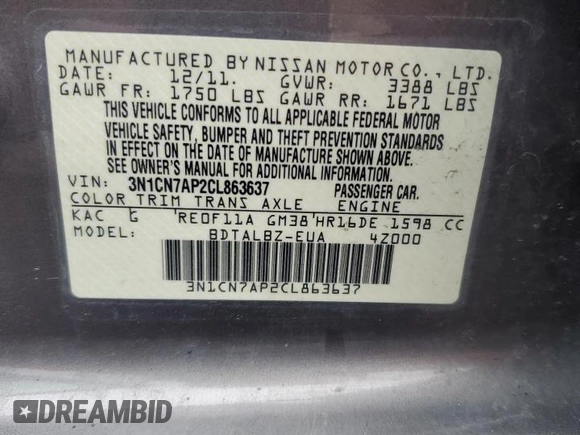 MANUFACTURED BY NISSAN MOTOR CO., LTD.
DATE: 12/11. GVWR: 3388 LBS
GAWR FR: 1750 LBS GAWR RR: 1671 LBS
THIS VEHICLE CONFORMS TO ALL APPLICABLE FEDERAL MOTOR
VEHICLE SAFETY, BUMPER AND THEFT PREVENTION STANDARDS
IN EFFECT ON THE DATE OF MANUFACTURE SHOWN ABOVE.
SEE OWNER'S MANUAL FOR ADDITIONAL INFORMATION.
VIN: 3N1CN7AP2CL863637 PASSENGER CAR.
COLOR TRIM TRANS AXLE ENGINE
KAC G RE0F11A GM38 HR16DE 1598 CC
BDTALBZ-EUA 4Z000
3N1CN7AP2CL863637
DREAMBID